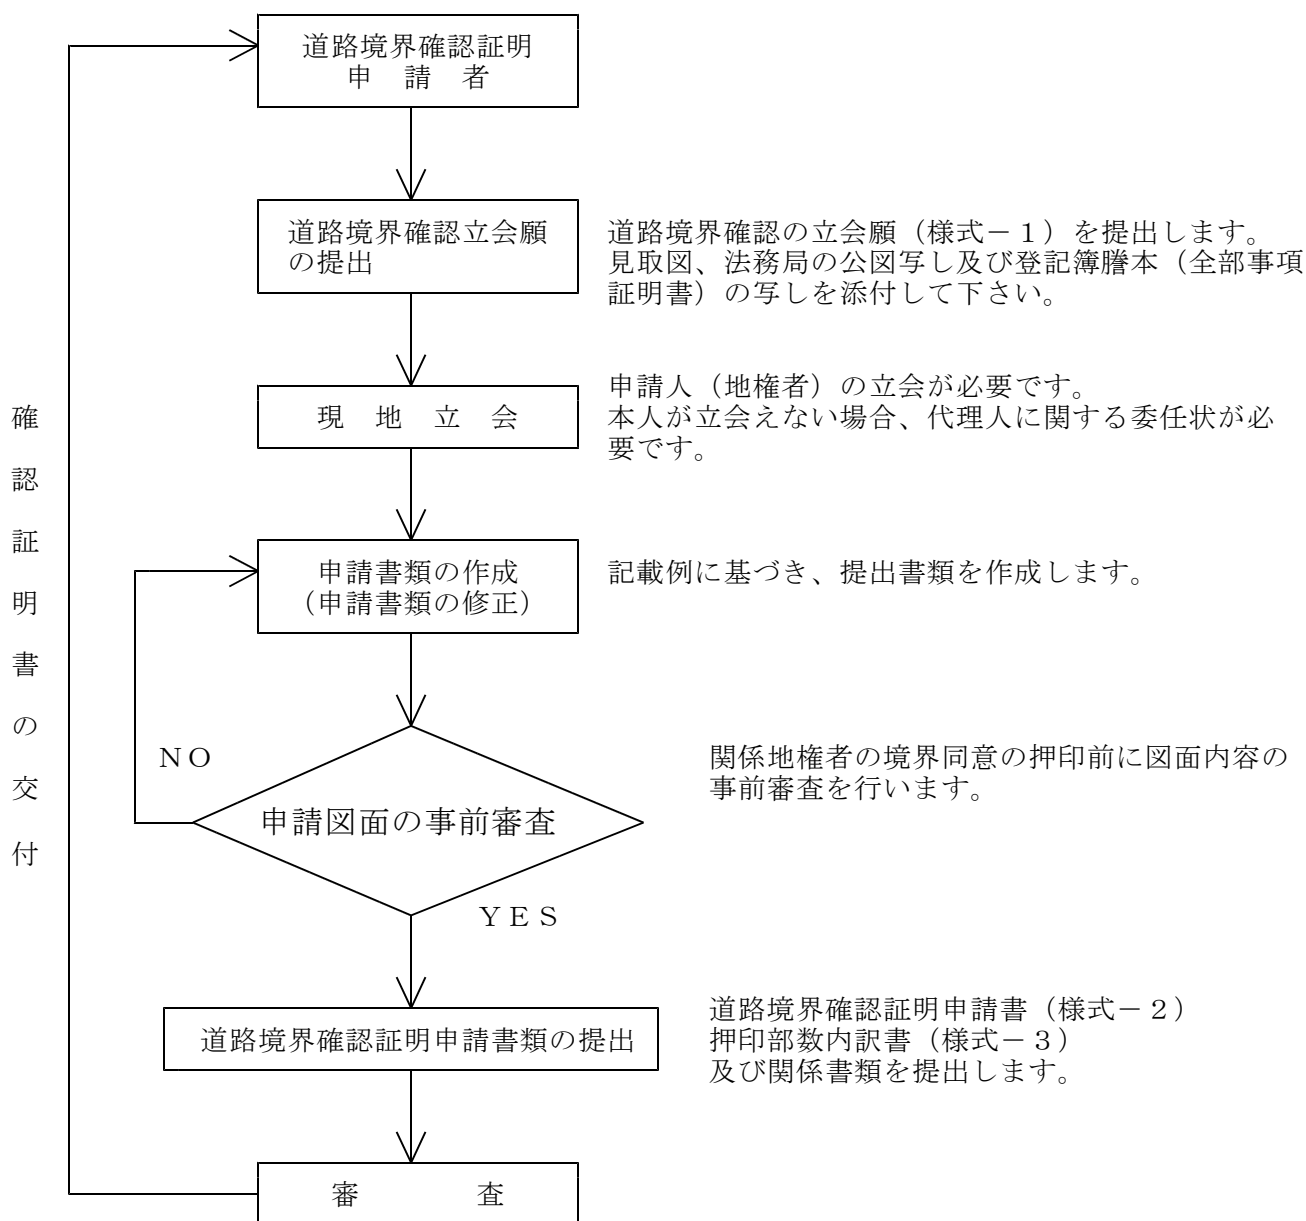 道路境界確認証明
申　請　者
道路境界確認立会願
の提出
道路境界確認の立会願（様式－１）を提出します。
見取図、法務局の公図写し及び登記簿謄本（全部事項
証明書）の写しを添付して下さい。
現　地　立　会
申請人（地権者）の立会が必要です。
本人が立会えない場合、代理人に関する委任状が必
要です。
申請書類の作成
（申請書類の修正）
記載例に基づき、提出書類を作成します。
ＮＯ
申請図面の事前審査
関係地権者の境界同意の押印前に図面内容の
事前審査を行います。
ＹＥＳ
道路境界確認証明申請書類の提出
道路境界確認証明申請書（様式－２）
押印部数内訳書（様式－３）
及び関係書類を提出します。
審　　　査
確認証明書の交付